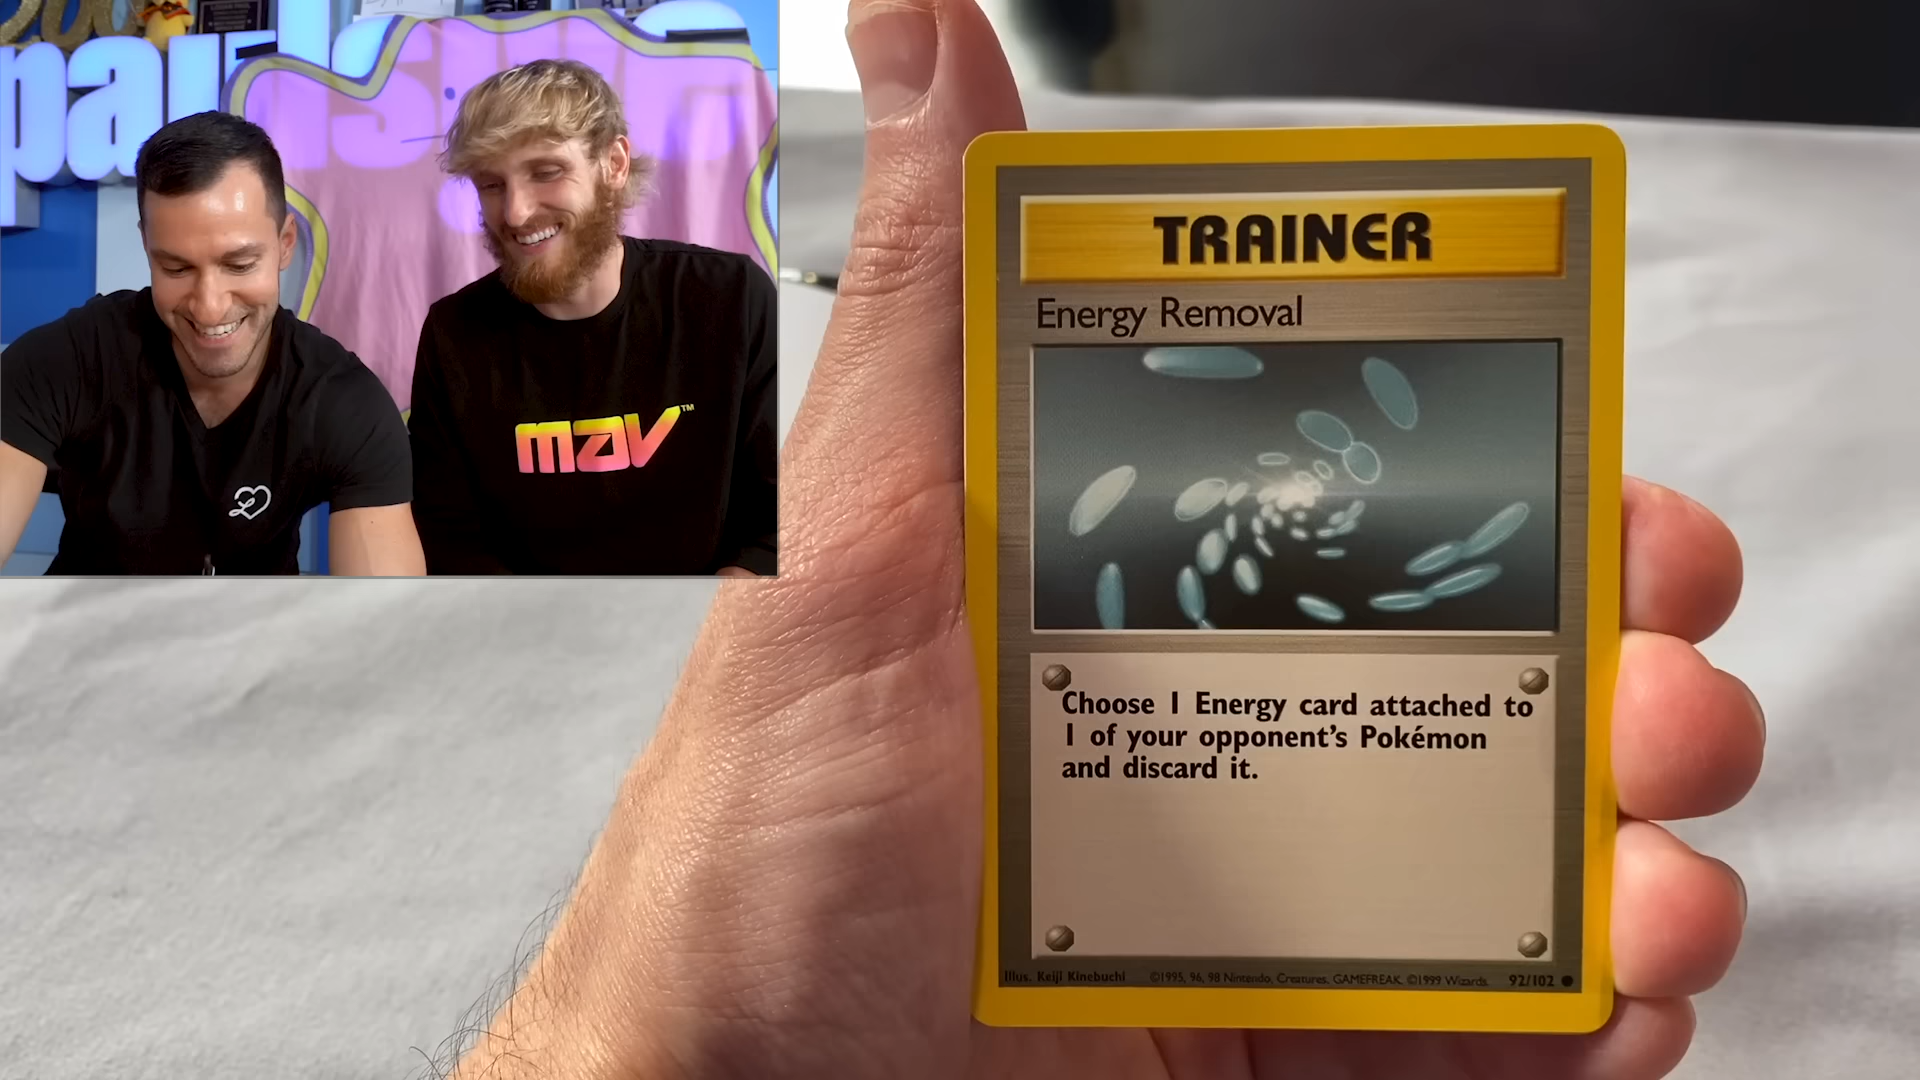 mav™
TRAINER
Energy Removal
Choose 1 Energy card attached to
1 of your opponent's Pokémon
and discard it.
Illus. Keiji Kinebuchi ©1995, 96, 98 Nintendo, Creatures, GAMEFREAK. ©1999 Wizards. 92/102